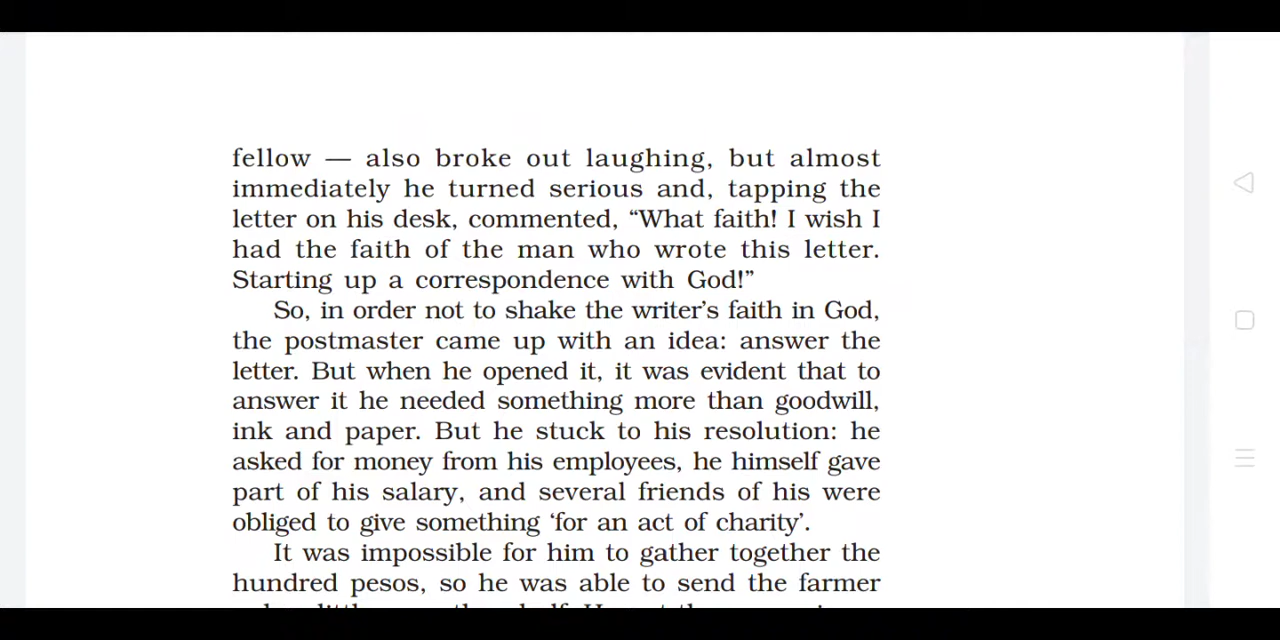 fellow — also broke out laughing, but almost
immediately he turned serious and, tapping the
letter on his desk, commented, “What faith! I wish I
had the faith of the man who wrote this letter.
Starting up a correspondence with God!”
So, in order not to shake the writer’s faith in God,
the postmaster came up with an idea: answer the
letter. But when he opened it, it was evident that to
answer it he needed something more than goodwill,
ink and paper. But he stuck to his resolution: he
asked for money from his employees, he himself gave
part of his salary, and several friends of his were
obliged to give something ‘for an act of charity’.
It was impossible for him to gather together the
hundred pesos, so he was able to send the farmer